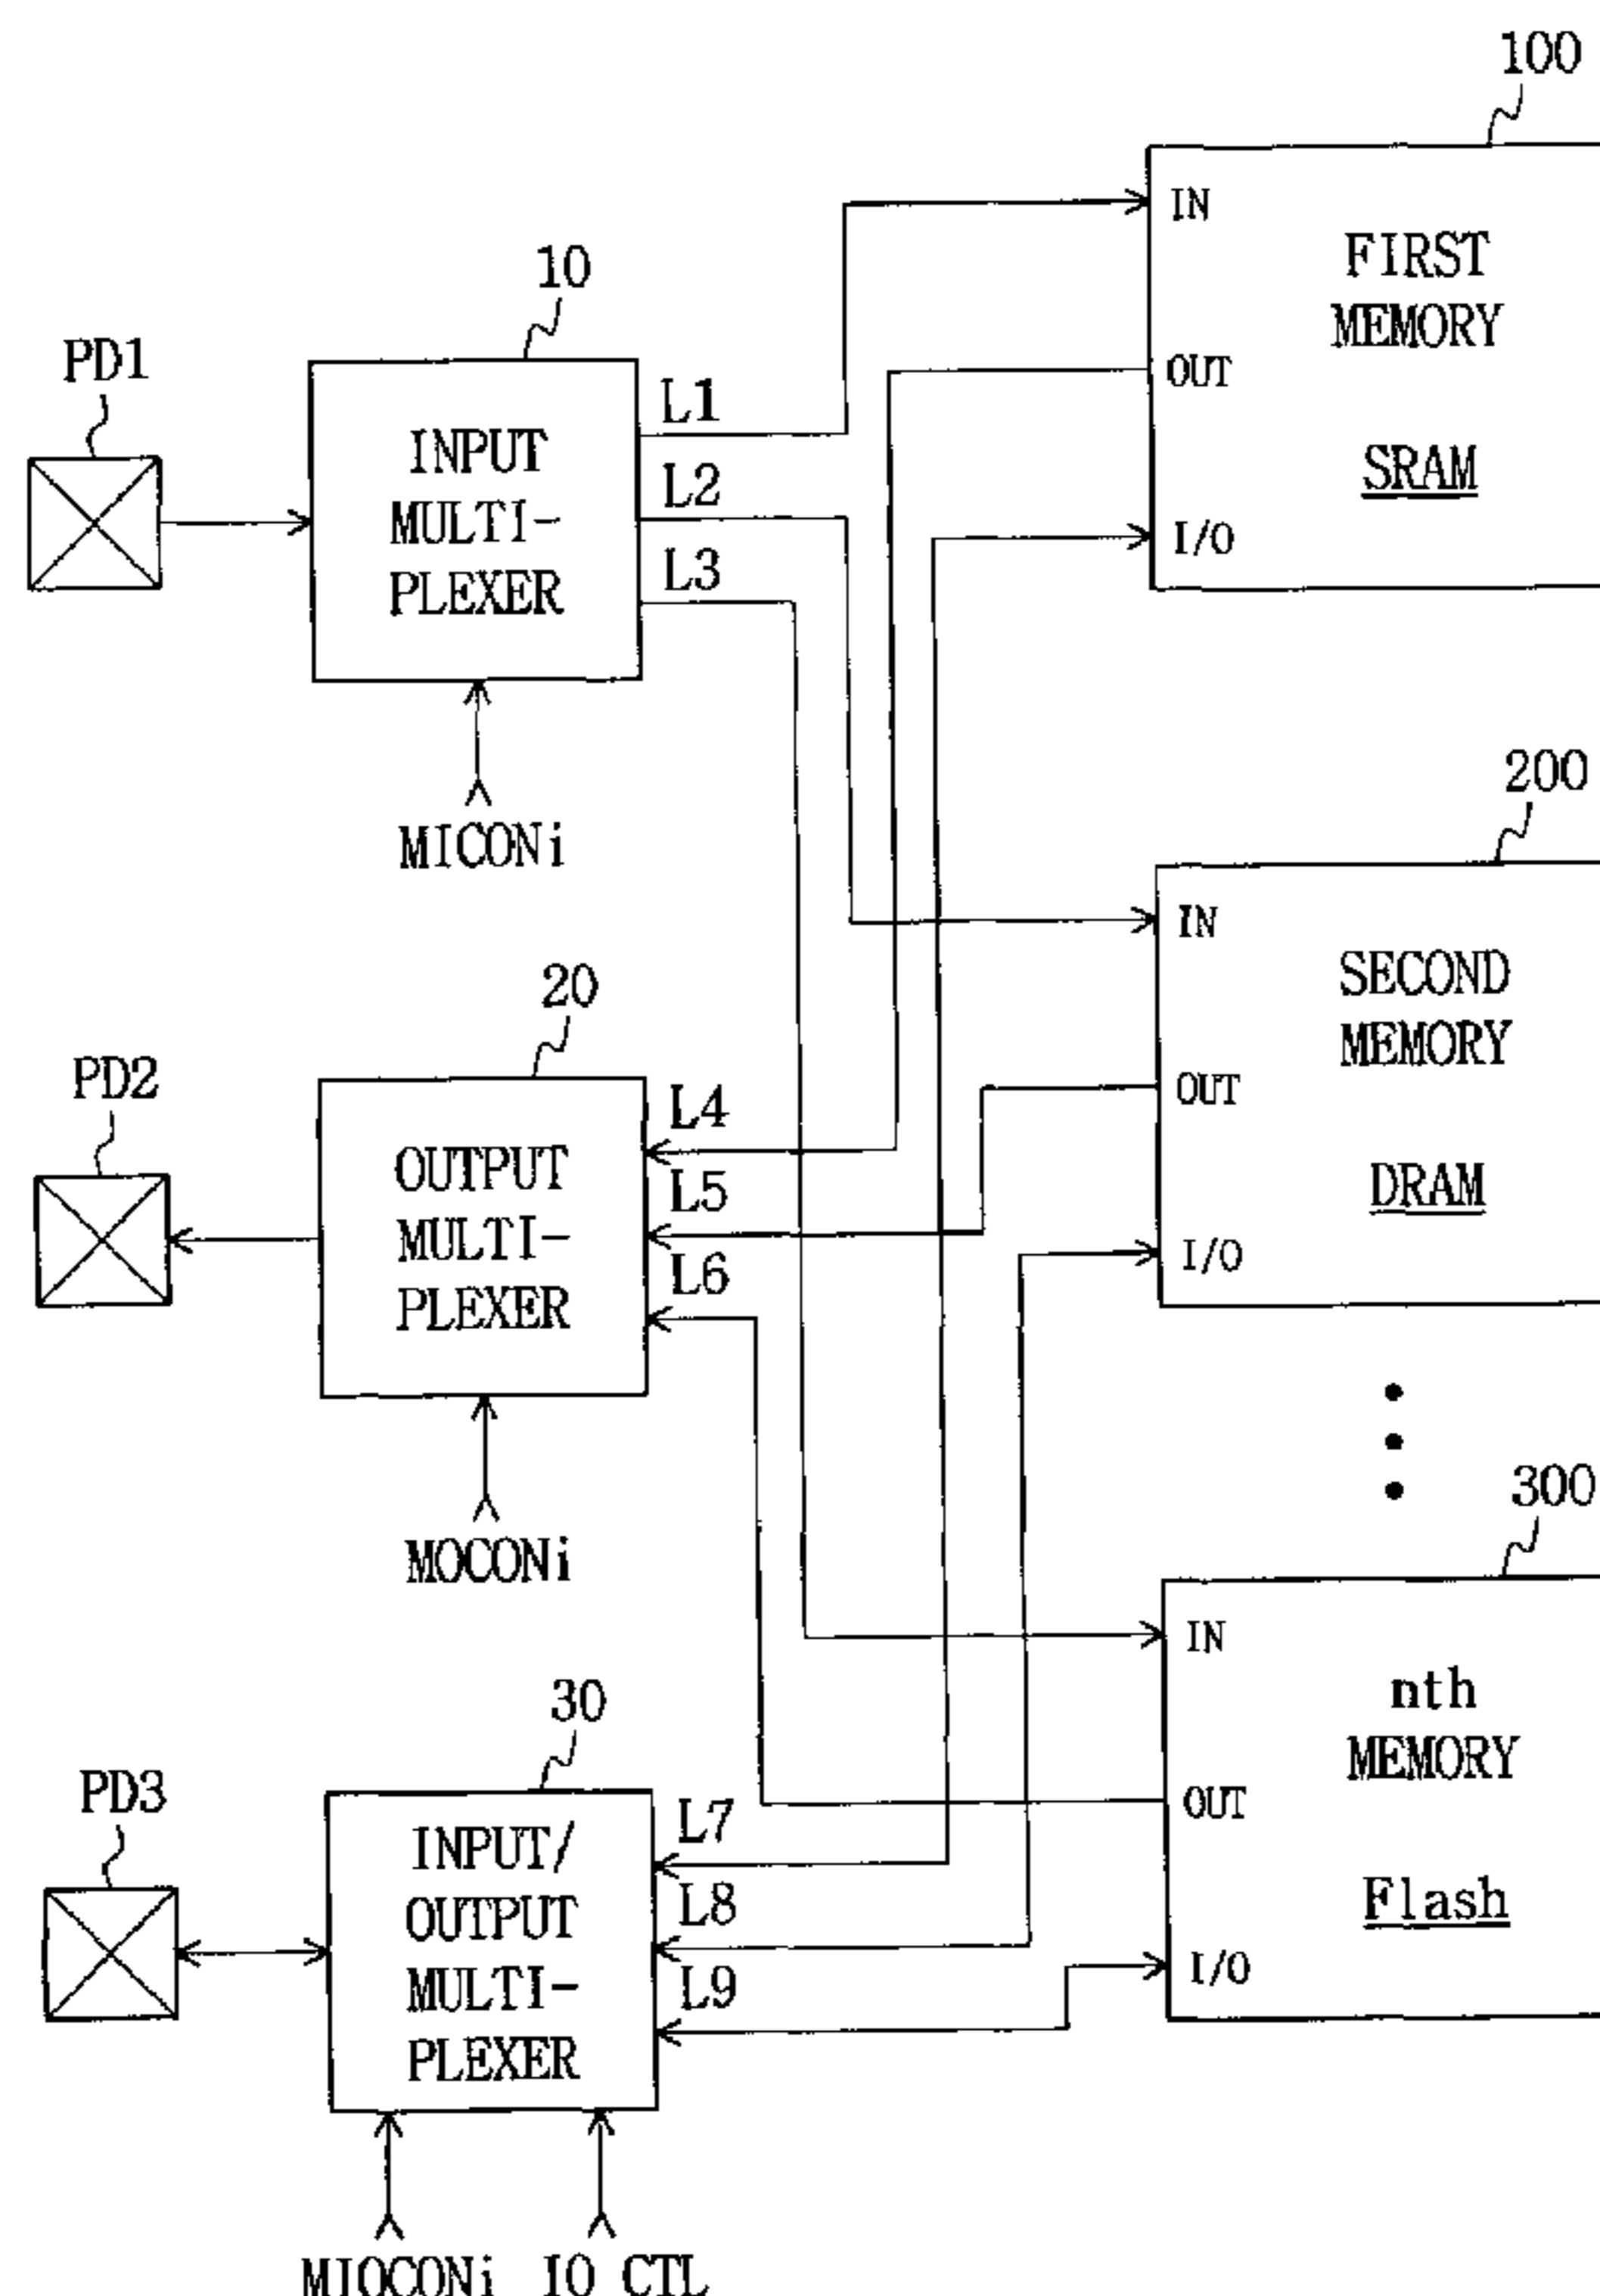 100
IN
FIRST
MEMORY
OUT
SRAM
I/O
10
PD1
INPUT
MULTI-
PLEXER
L1
L2
L3
MICONi
200
IN
SECOND
MEMORY
OUT
DRAM
I/O
20
PD2
OUTPUT
MULTI-
PLEXER
L4
L5
L6
MOCONi
300
IN
nth
MEMORY
OUT
Flash
I/O
30
PD3
INPUT/
OUTPUT
MULTI-
PLEXER
L7
L8
L9
MIOCONi IO CTL